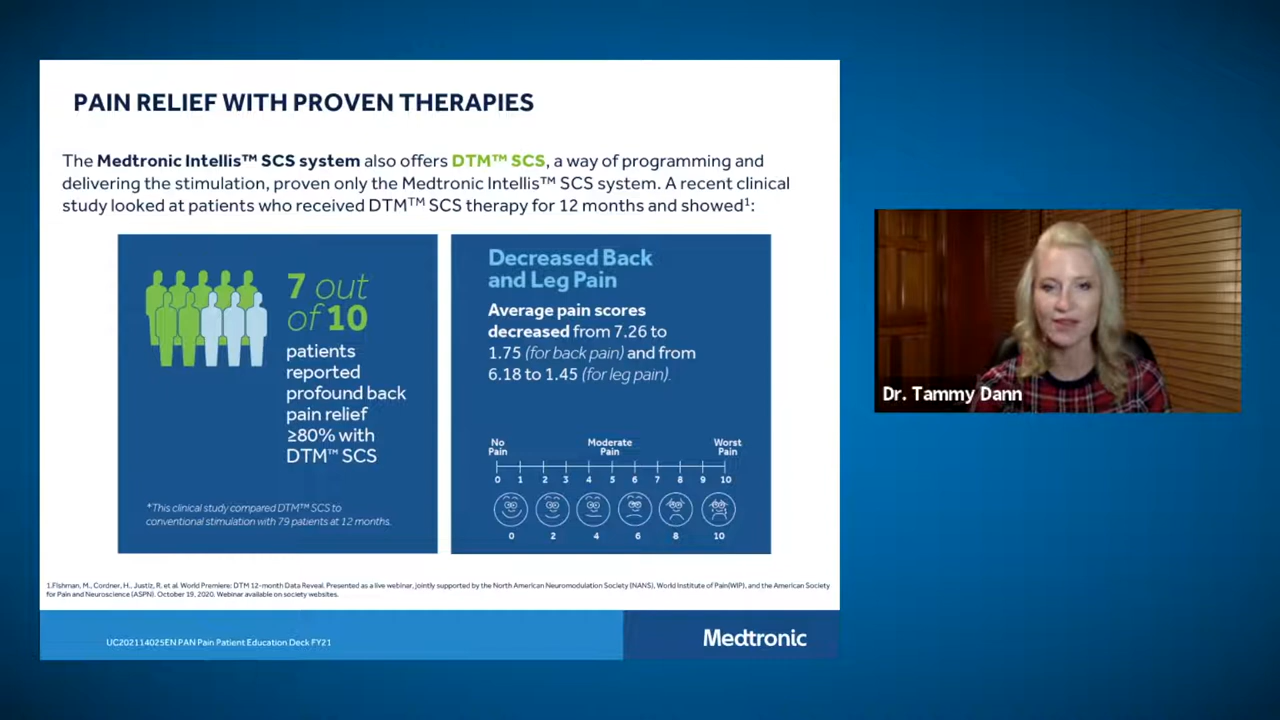 PAIN RELIEF WITH PROVEN THERAPIES
The Medtronic Intellis™ SCS system also offers DTM™ SCS, a way of programming and
delivering the stimulation, proven only the Medtronic Intellis™ SCS system. A recent clinical
study looked at patients who received DTM™ SCS therapy for 12 months and showed¹:
7 out
of 10
patients
reported
profound back
pain relief
≥80% with
DTM™ SCS
*This clinical study compared DTM™ SCS to
conventional stimulation with 79 patients at 12 months.
Decreased Back
and Leg Pain
Average pain scores
decreased from 7.26 to
1.75 (for back pain) and from
6.18 to 1.45 (for leg pain).
No Pain Moderate Pain Worst Pain
0 1 2 3 4 5 6 7 8 9 10
0 2 4 6 8 10
1.Fishman, M., Cordner, H., Justiz, R. et al. World Premiere: DTM 12-month Data Reveal. Presented as a live webinar, jointly supported by the North American Neuromodulation Society (NANS), World Institute of Pain(WIP), and the American Society
for Pain and Neuroscience (ASPN). October 19, 2020. Webinar available on society websites.
UC202114025EN PAN Pain Patient Education Deck FY21
Medtronic
Dr. Tammy Dann